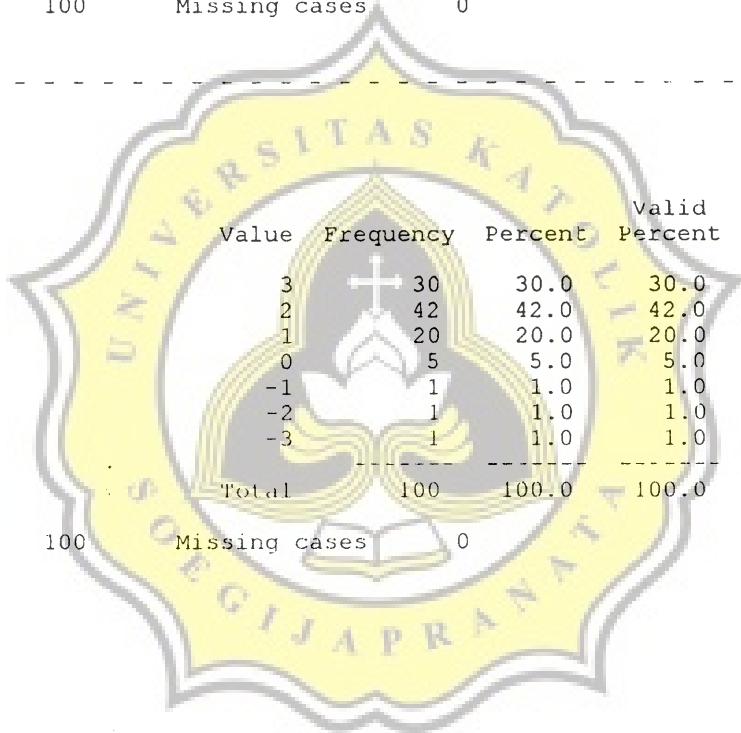 100 Missing cases 0
- - - - - - - - - - - - - - - - - - - - - - - - - - - - -
UNIVERSITAS KATOLIK
Valid
Value Frequency Percent Percent
3 30 30.0 30.0
2 42 42.0 42.0
1 20 20.0 20.0
0 5 5.0 5.0
-1 1 1.0 1.0
-2 1 1.0 1.0
-3 1 1.0 1.0
------- ------- -------
Total 100 100.0 100.0
100 Missing cases 0
SOEGIJAPRANATA